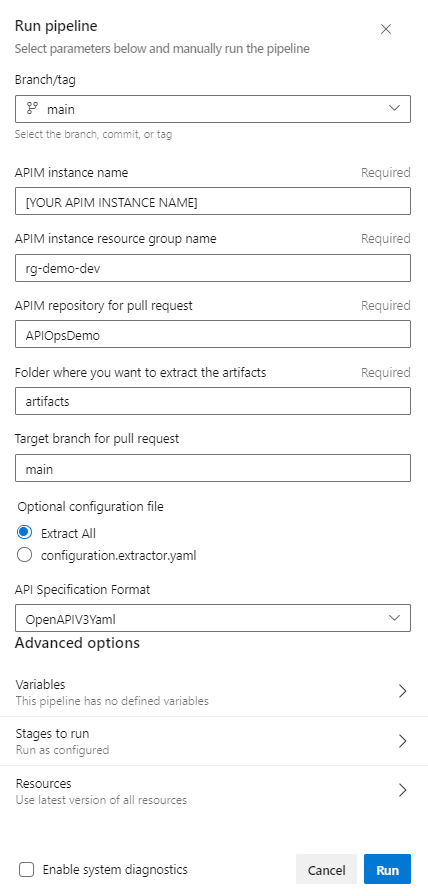 Run pipeline
Select parameters below and manually run the pipeline
Branch/tag
main
Select the branch, commit, or tag
APIM instance name Required
[YOUR APIM INSTANCE NAME]
APIM instance resource group name Required
rg-demo-dev
APIM repository for pull request Required
APIOpsDemo
Folder where you want to extract the artifacts Required
artifacts
Target branch for pull request
main
Optional configuration file
Extract All
configuration.extractor.yaml
API Specification Format
OpenAPIV3Yaml
Advanced options
Variables
This pipeline has no defined variables
Stages to run
Run as configured
Resources
Use latest version of all resources
Enable system diagnostics Cancel Run